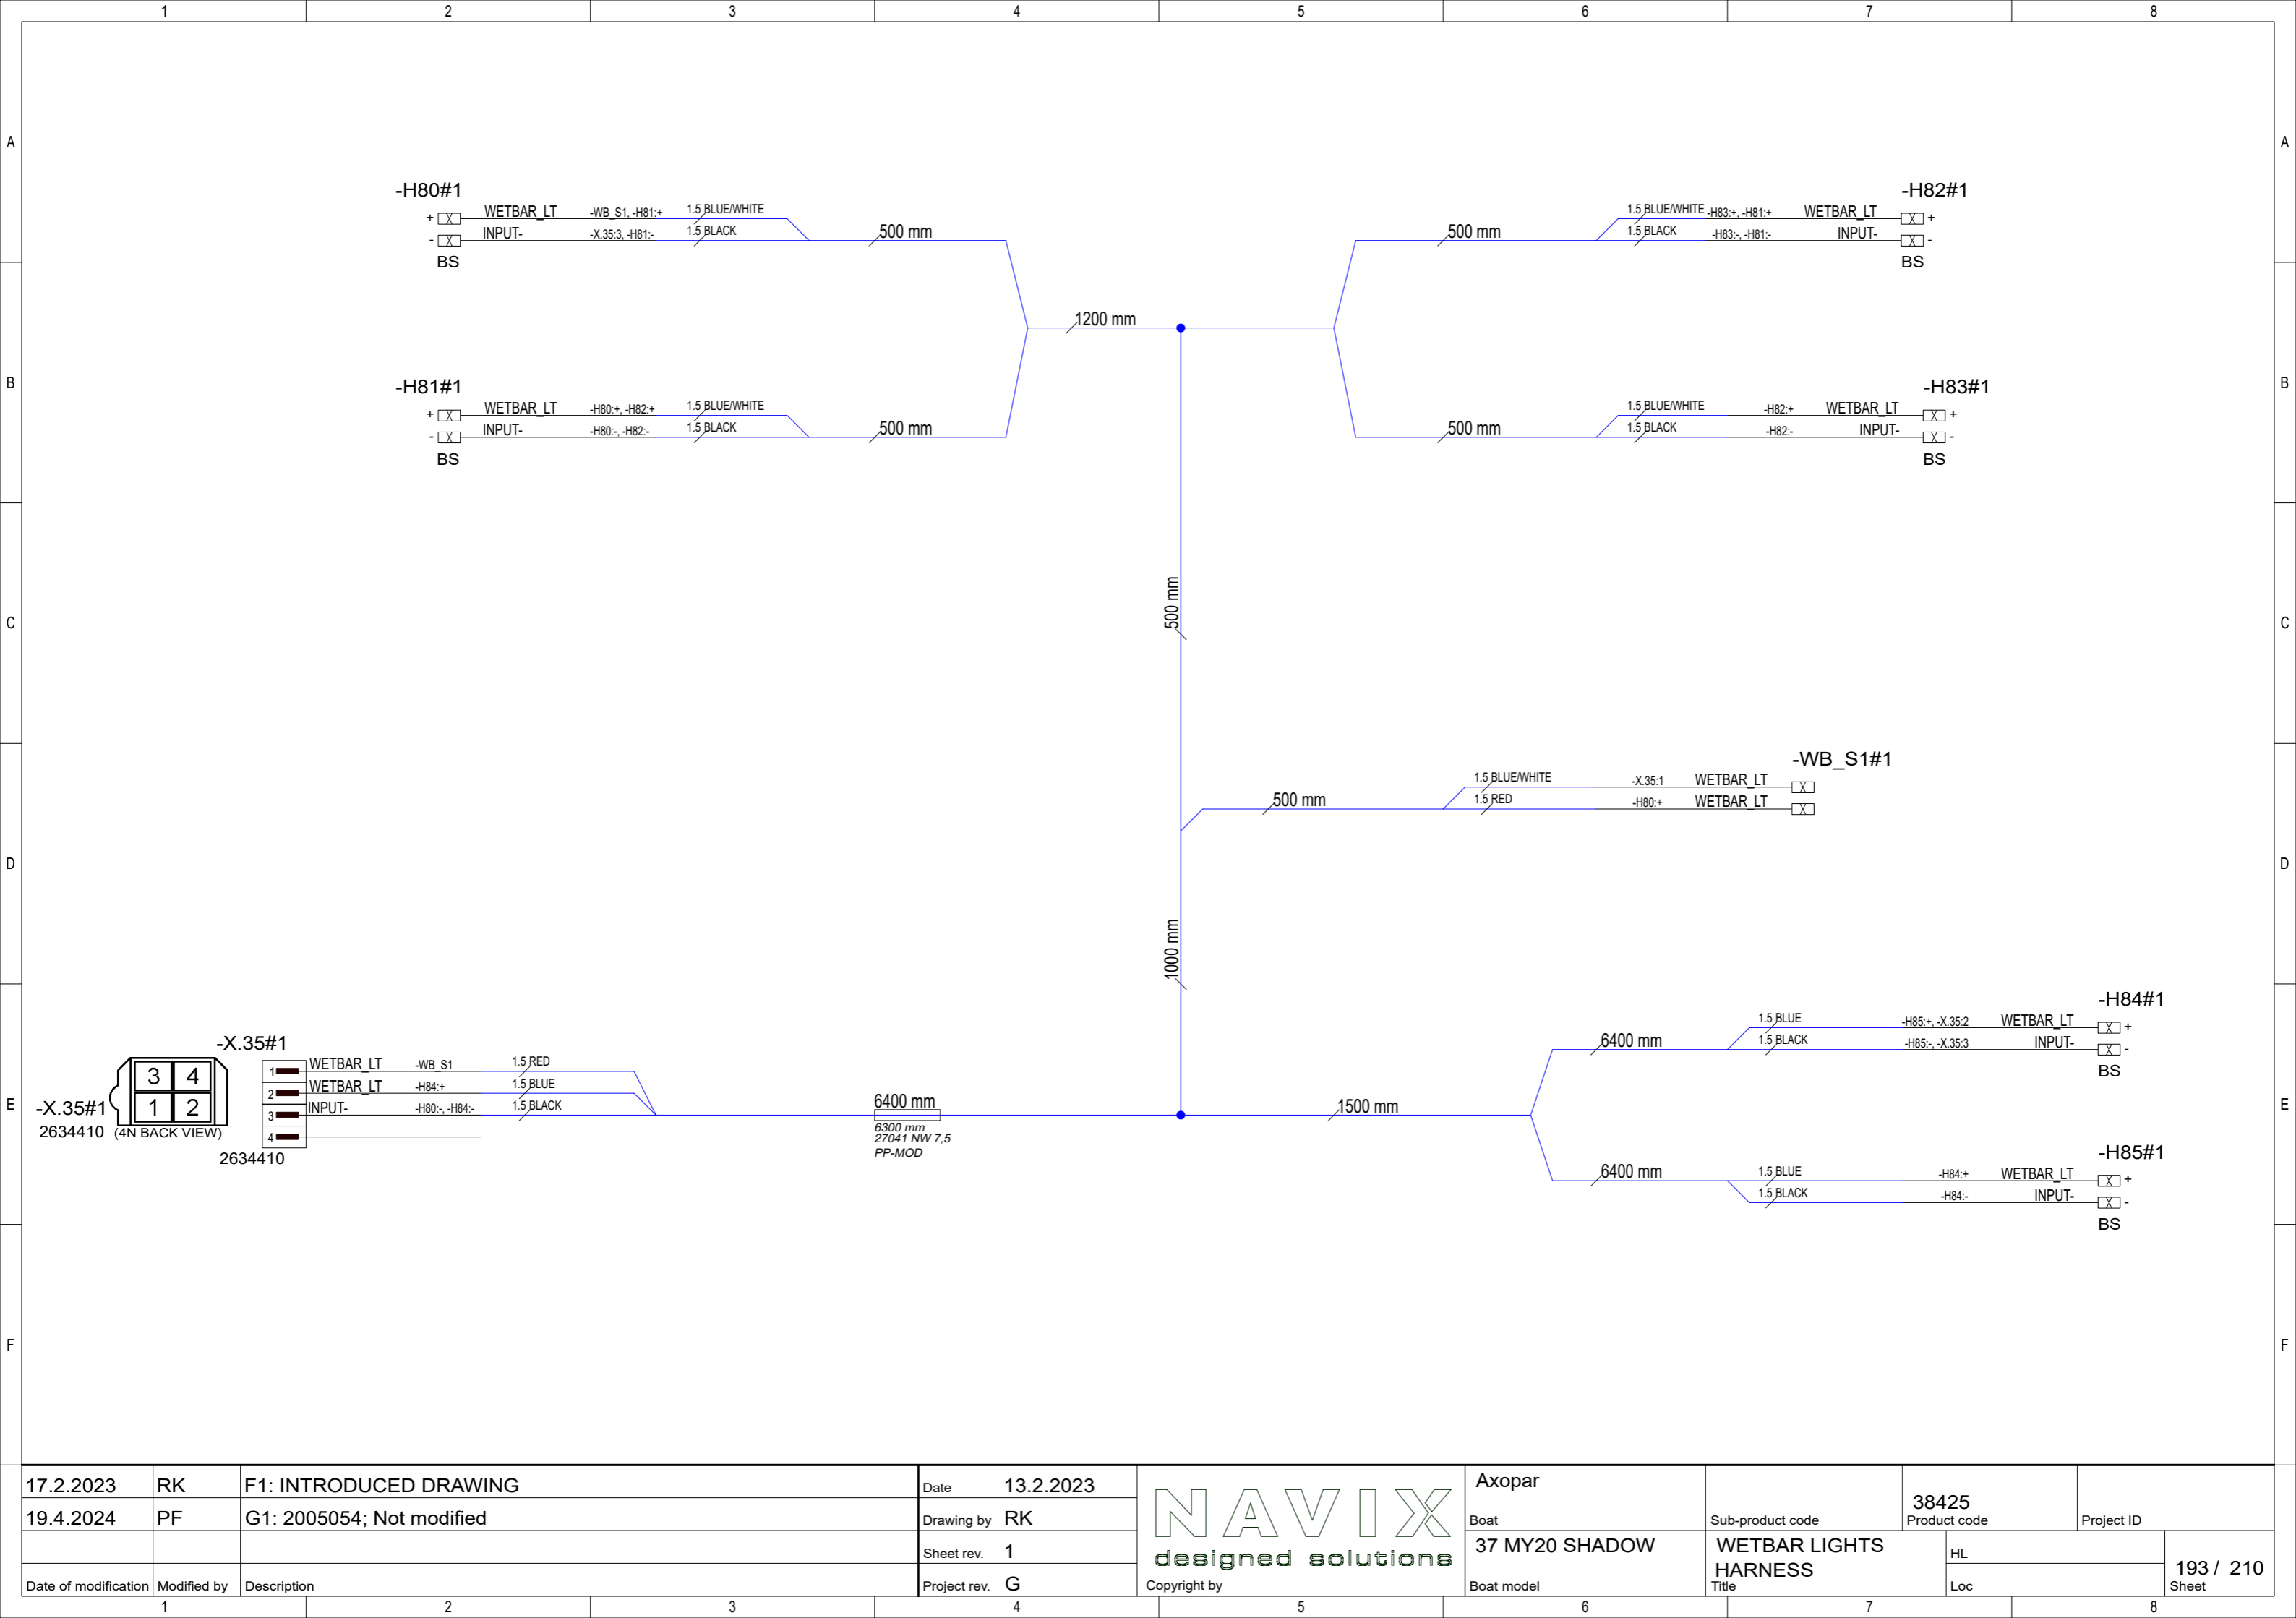 1 2 3 4 5 6 7 8
A A
-H80#1
+ X WETBAR_LT -WB_S1, -H81:+ 1.5 BLUE/WHITE
- X INPUT- -X.35:3, -H81:- 1.5 BLACK 500 mm
BS
-H82#1
500 mm 1.5 BLUE/WHITE -H83:+, -H81:+ WETBAR_LT X +
1.5 BLACK -H83:-, -H81:- INPUT- X -
BS
1200 mm
B B
-H81#1
+ X WETBAR_LT -H80:+, -H82:+ 1.5 BLUE/WHITE
- X INPUT- -H80:-, -H82:- 1.5 BLACK 500 mm
BS
-H83#1
500 mm 1.5 BLUE/WHITE -H82:+ WETBAR_LT X +
1.5 BLACK -H82:- INPUT- X -
BS
500 mm
C C
-WB_S1#1
1.5 BLUE/WHITE -X.35:1 WETBAR_LT X
500 mm 1.5 RED -H80:+ WETBAR_LT X
D D
1000 mm
-H84#1
6400 mm 1.5 BLUE -H85:+, -X.35:2 WETBAR_LT X +
1.5 BLACK -H85:-, -X.35:3 INPUT- X -
BS
-X.35#1
3 4
1 2
-X.35#1
2634410 (4N BACK VIEW)
1 WETBAR_LT -WB_S1 1.5 RED
2 WETBAR_LT -H84:+ 1.5 BLUE
3 INPUT- -H80:-, -H84:- 1.5 BLACK
4
2634410
6400 mm
6300 mm
27041 NW 7,5
PP-MOD
1500 mm
E E
-H85#1
6400 mm 1.5 BLUE -H84:+ WETBAR_LT X +
1.5 BLACK -H84:- INPUT- X -
BS
F F
17.2.2023 RK F1: INTRODUCED DRAWING
19.4.2024 PF G1: 2005054; Not modified
Date of modification Modified by Description
Date 13.2.2023
Drawing by RK
Sheet rev. 1
Project rev. G
NAVIX
designed solutions
Copyright by
Axopar
Boat
37 MY20 SHADOW
Boat model
Sub-product code
38425
Product code
Project ID
WETBAR LIGHTS
HARNESS
Title
HL
Loc
193 / 210
Sheet
1 2 3 4 5 6 7 8